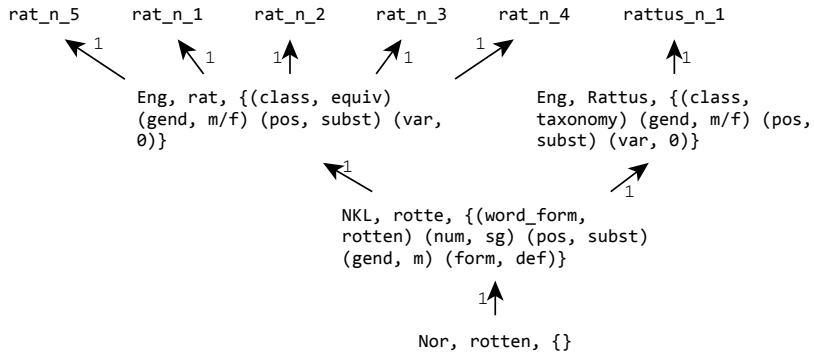 rat_n_5 rat_n_1 rat_n_2 rat_n_3 rat_n_4 rattus_n_1
1 1 1 1 1 1
Eng, rat, {(class, equiv)
(gend, m/f) (pos, subst) (var,
0)}
Eng, Rattus, {(class,
taxonomy) (gend, m/f) (pos,
subst) (var, 0)}
1 1
NKL, rotte, {(word_form,
rotten) (num, sg) (pos, subst)
(gend, m) (form, def)}
1
Nor, rotten, {}